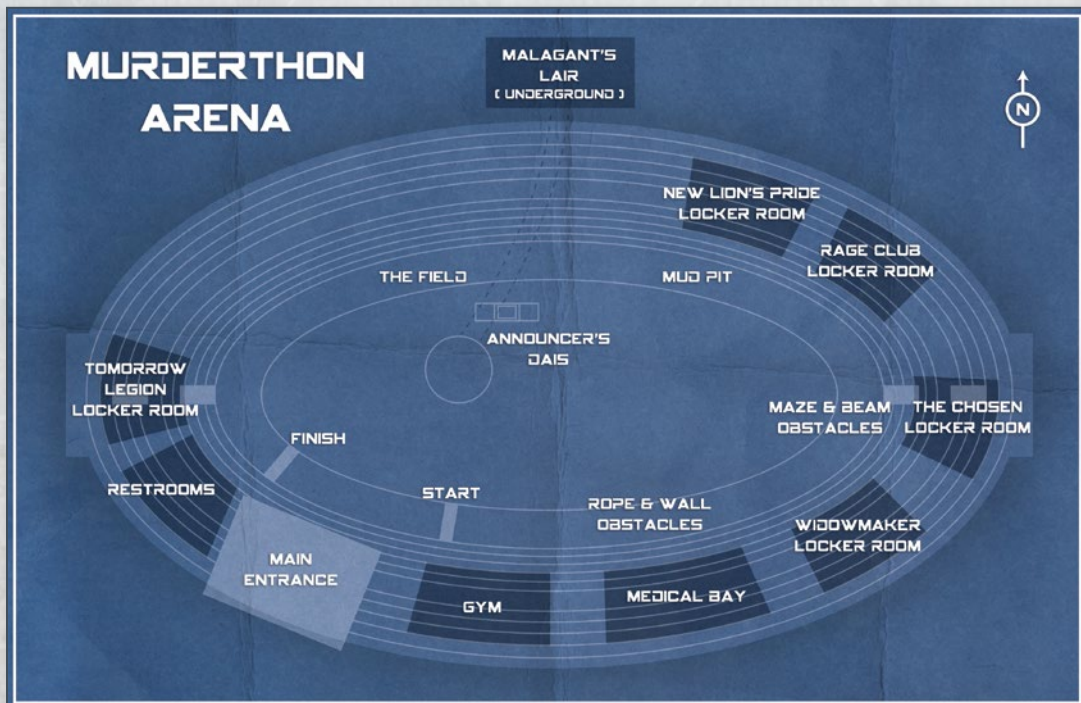 MURDERTHON
ARENA
MALAGANT'S
LAIR
( UNDERGROUND )
N
NEW LION'S PRIDE
LOCKER ROOM
RAGE CLUB
LOCKER ROOM
THE FIELD
MUD PIT
ANNOUNCER'S
DAIS
TOMORROW
LEGION
LOCKER ROOM
MAZE & BEAM
OBSTACLES
THE CHOSEN
LOCKER ROOM
FINISH
RESTROOMS
START
ROPE & WALL
OBSTACLES
WIDOWMAKER
LOCKER ROOM
MAIN
ENTRANCE
GYM
MEDICAL BAY